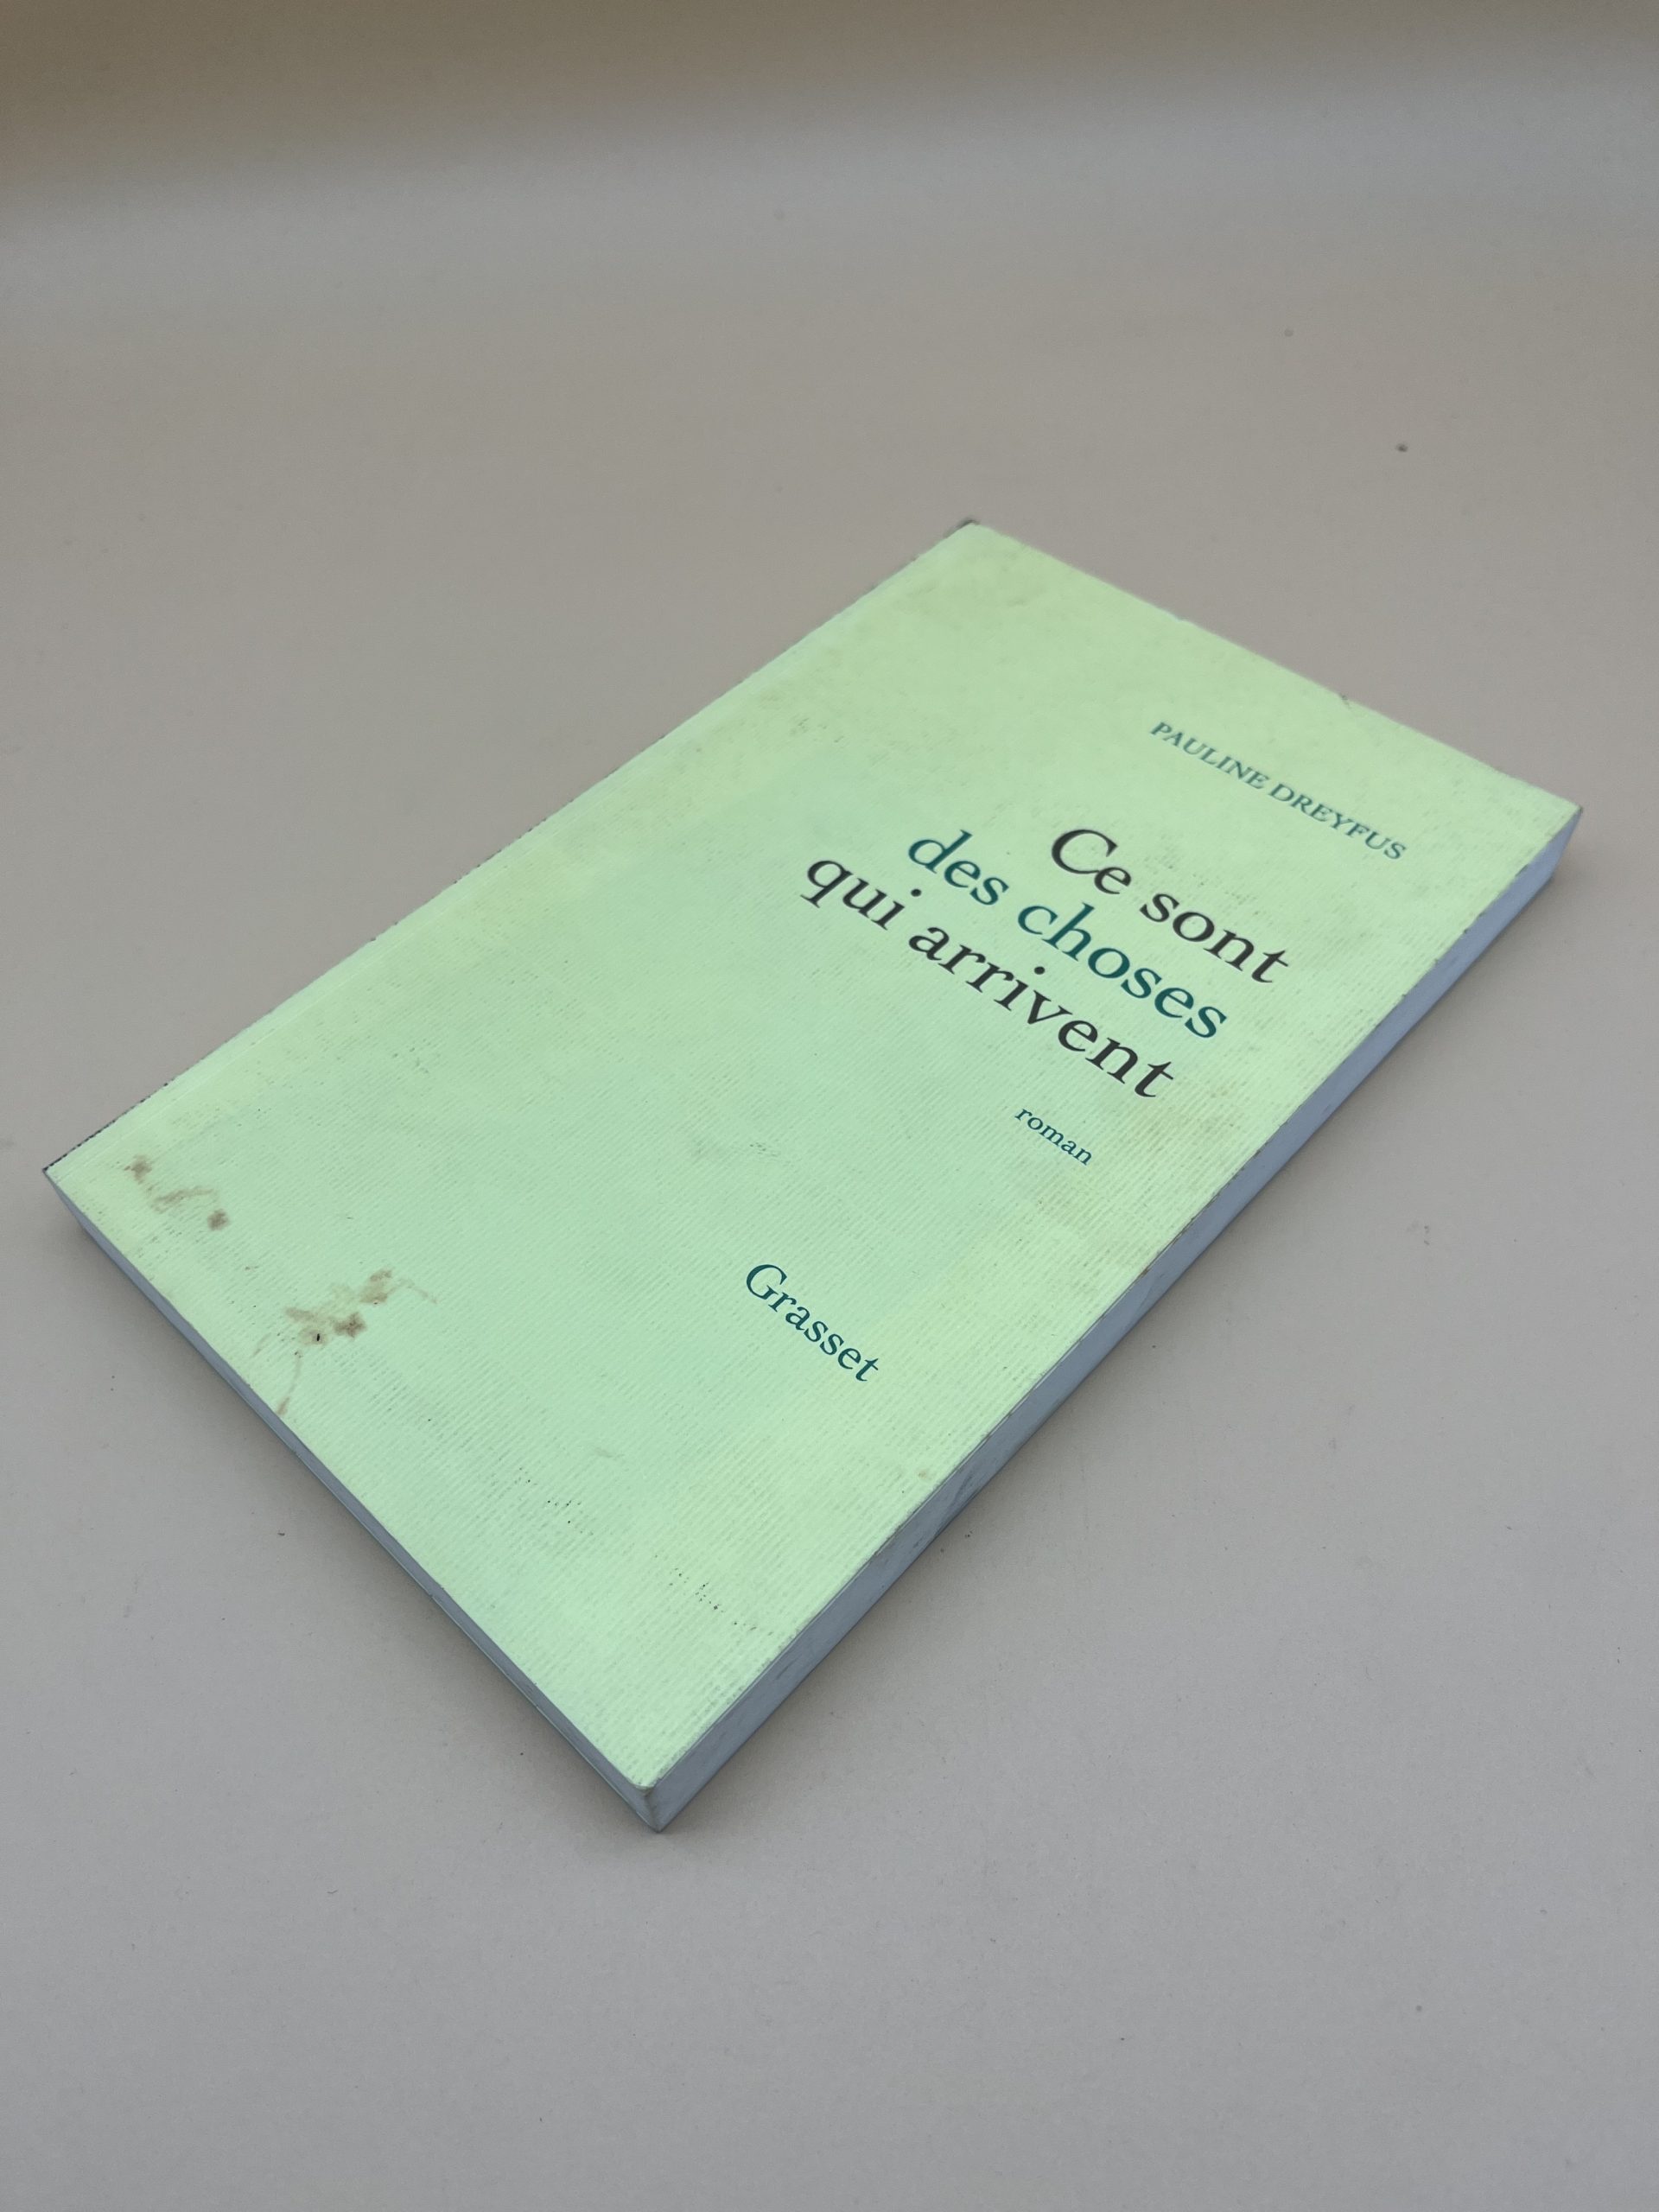 PAULINE DREYFUS
Ce sont
des choses
qui arrivent
roman
Grasset